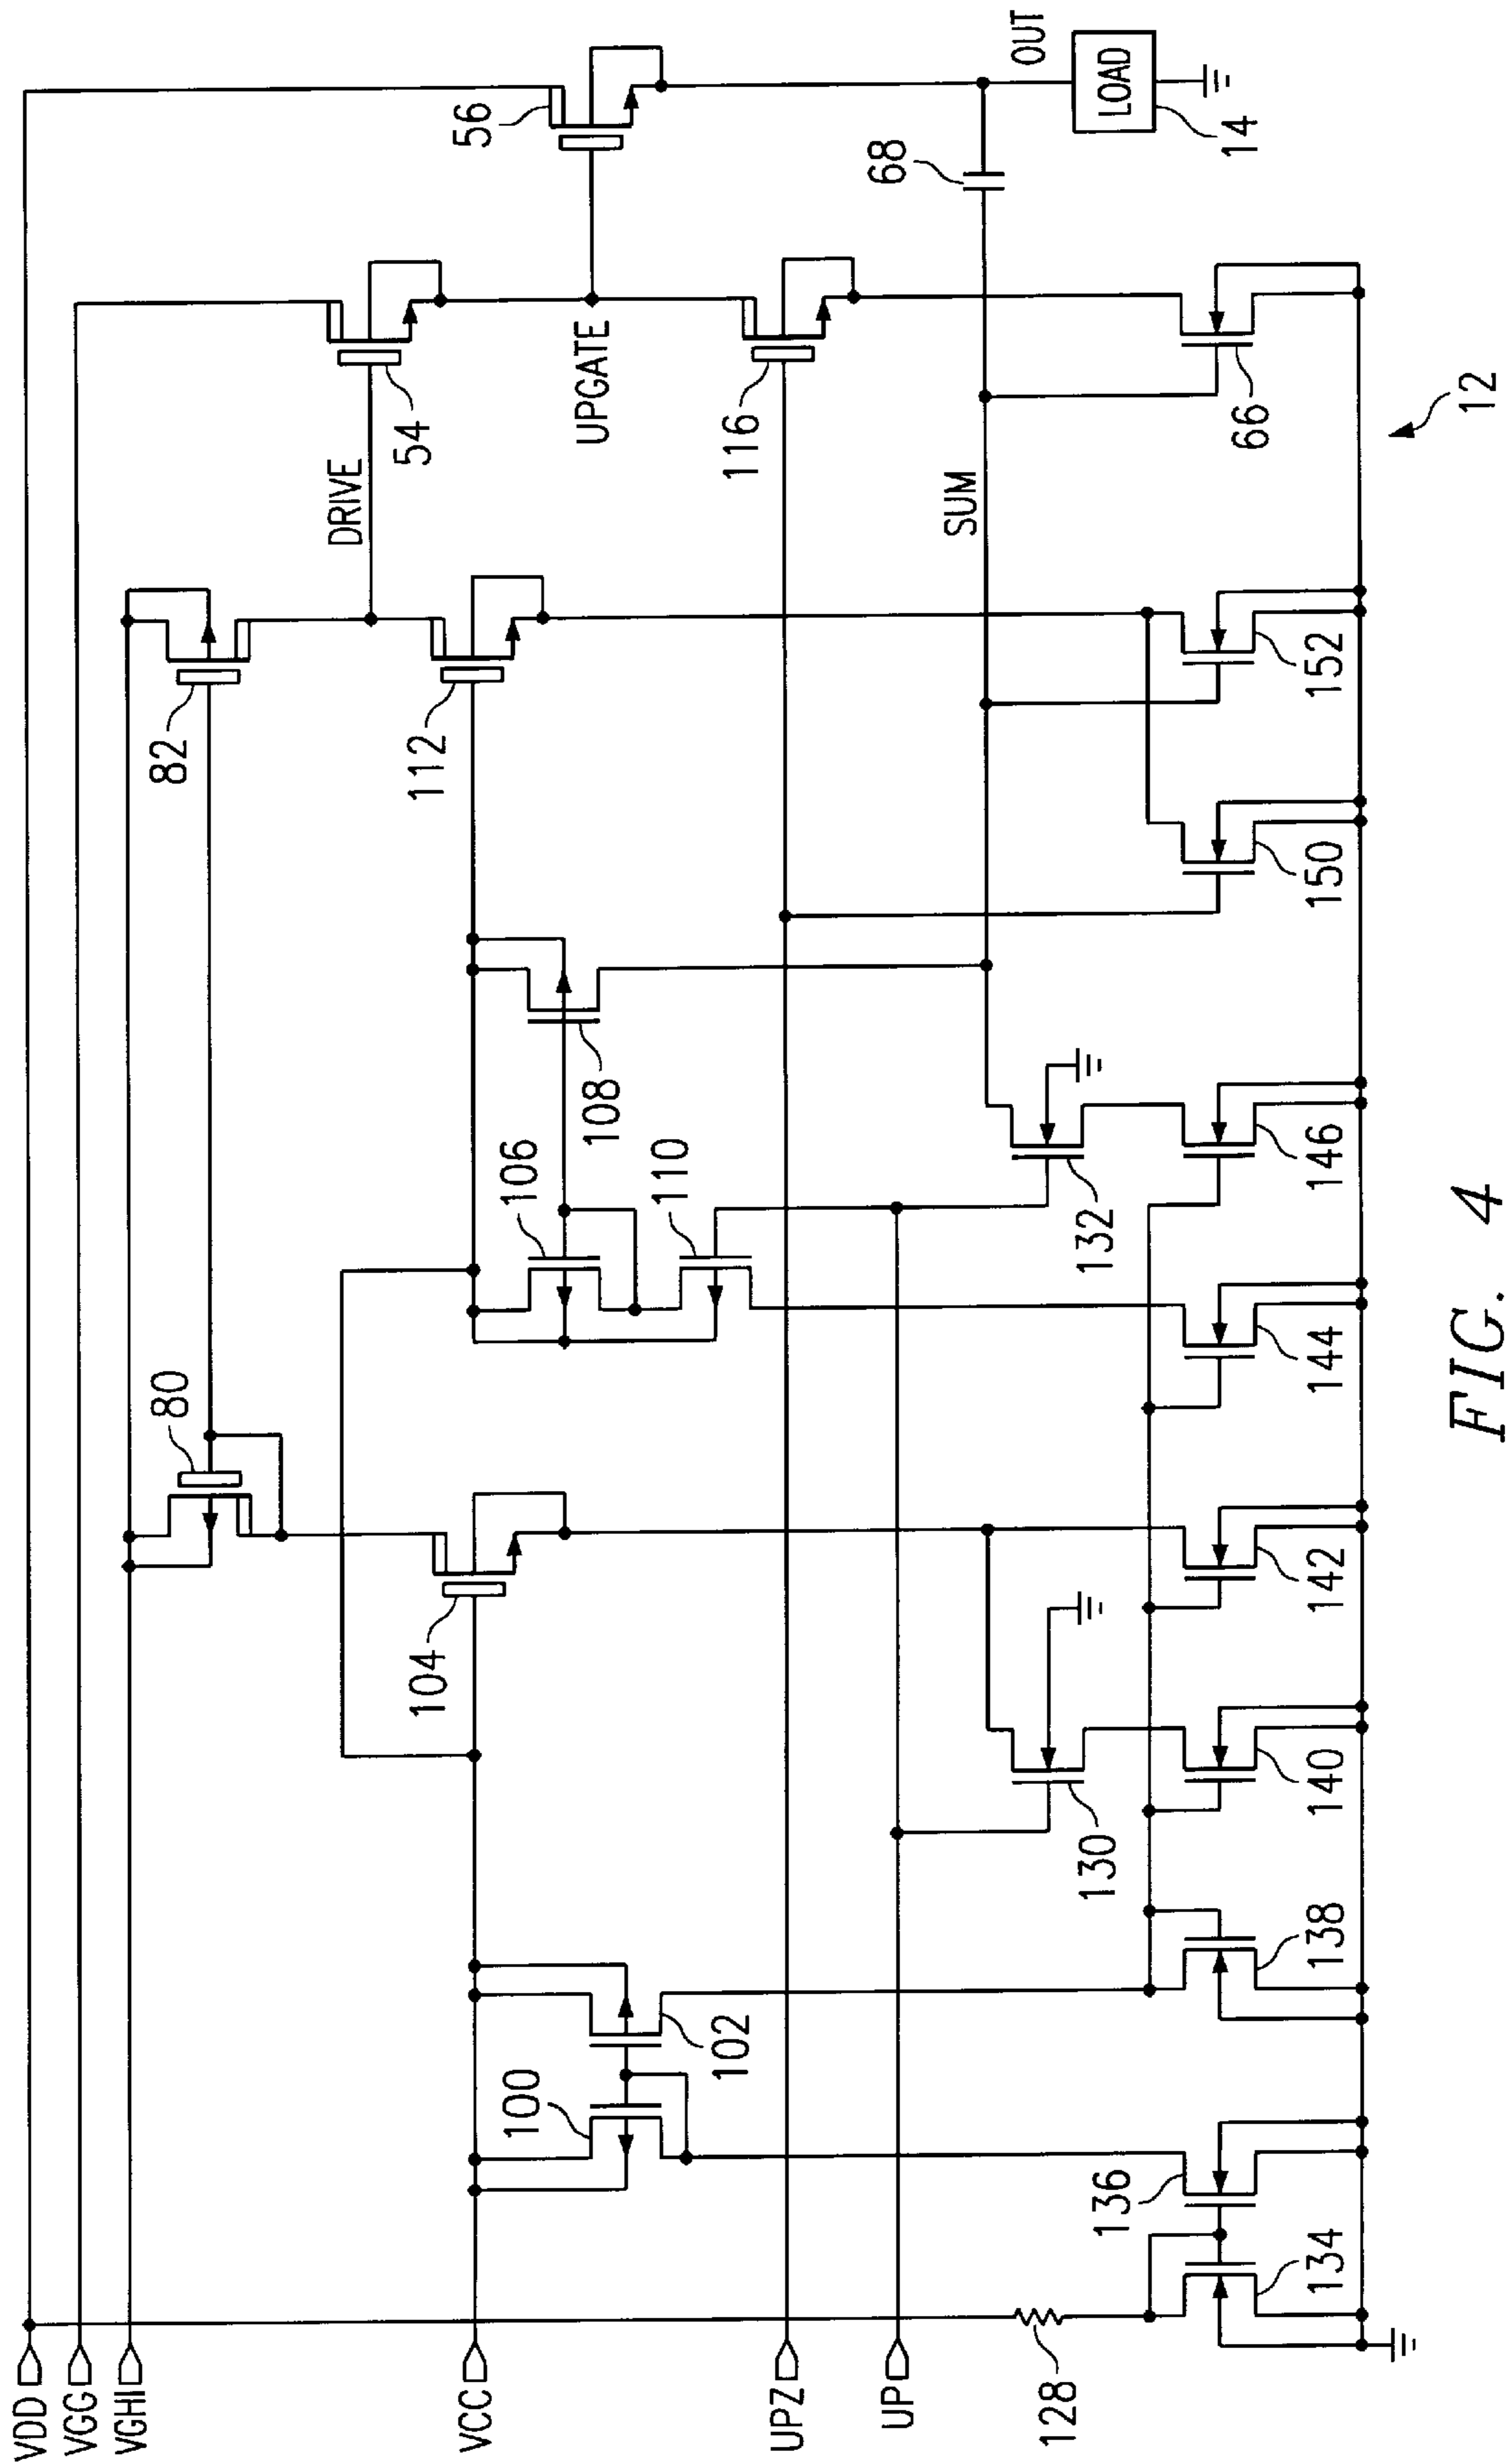 VDD
VGG
VGHI
VCC
UPZ
UP
128
134
136
100
102
138
130
140
104
142
80
144
106
110
108
132
146
82
112
150
152
DRIVE
54
UPGATE
116
SUM
66
56
68
OUT
LOAD
14
12
FIG. 4